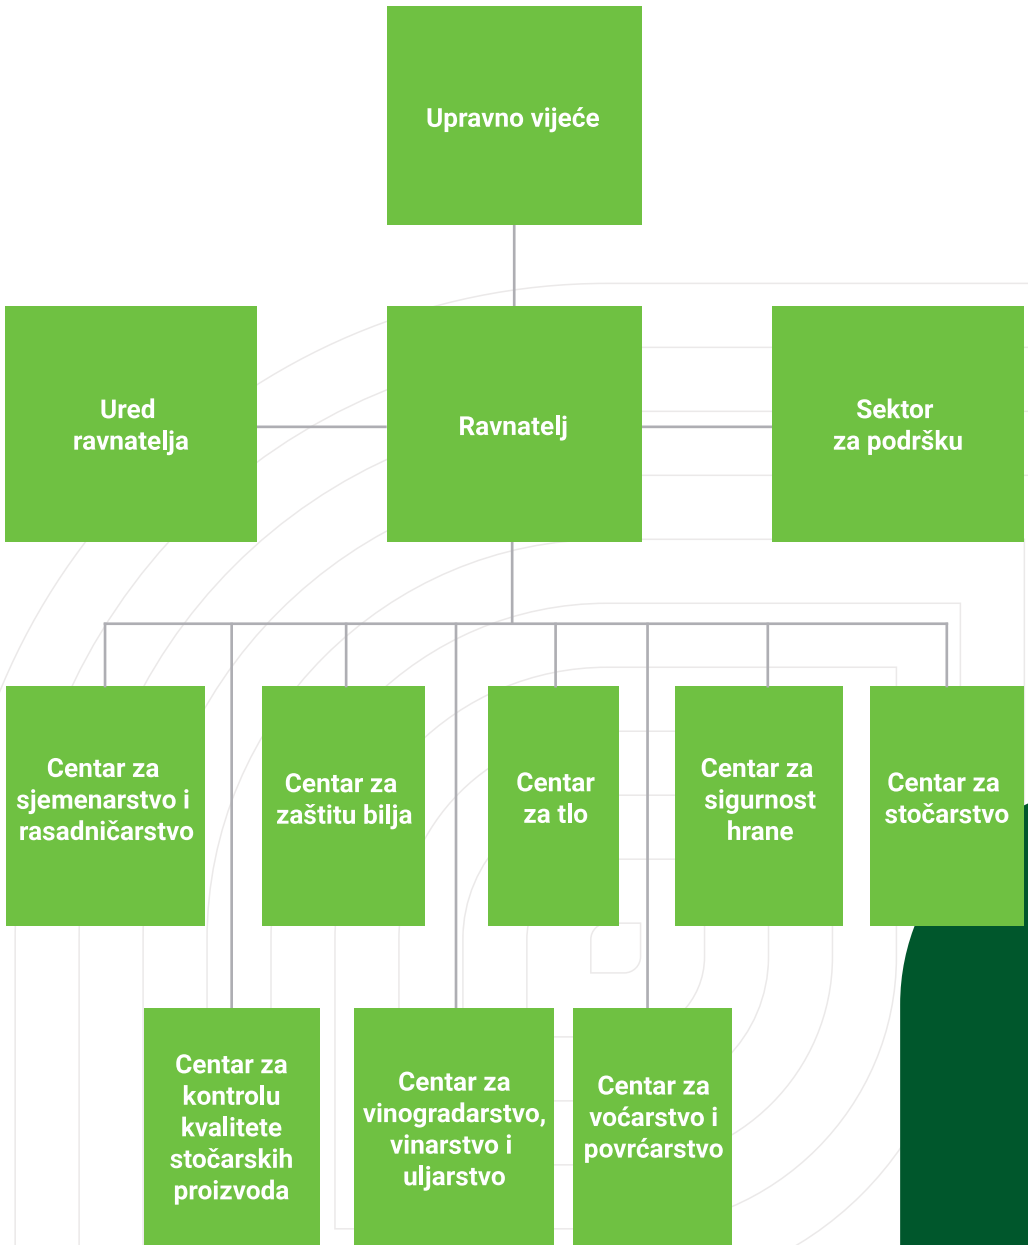 Upravno vijeće
Ured
ravnatelja
Ravnatelj
Sektor
za podršku
Centar za
sjemenarstvo i
rasadničarstvo
Centar za
zaštitu bilja
Centar
za tlo
Centar za
sigurnost
hrane
Centar za
stočarstvo
Centar za
kontrolu
kvalitete
stočarskih
proizvoda
Centar za
vinogradarstvo,
vinarstvo i
uljarstvo
Centar za
voćarstvo i
povrćarstvo